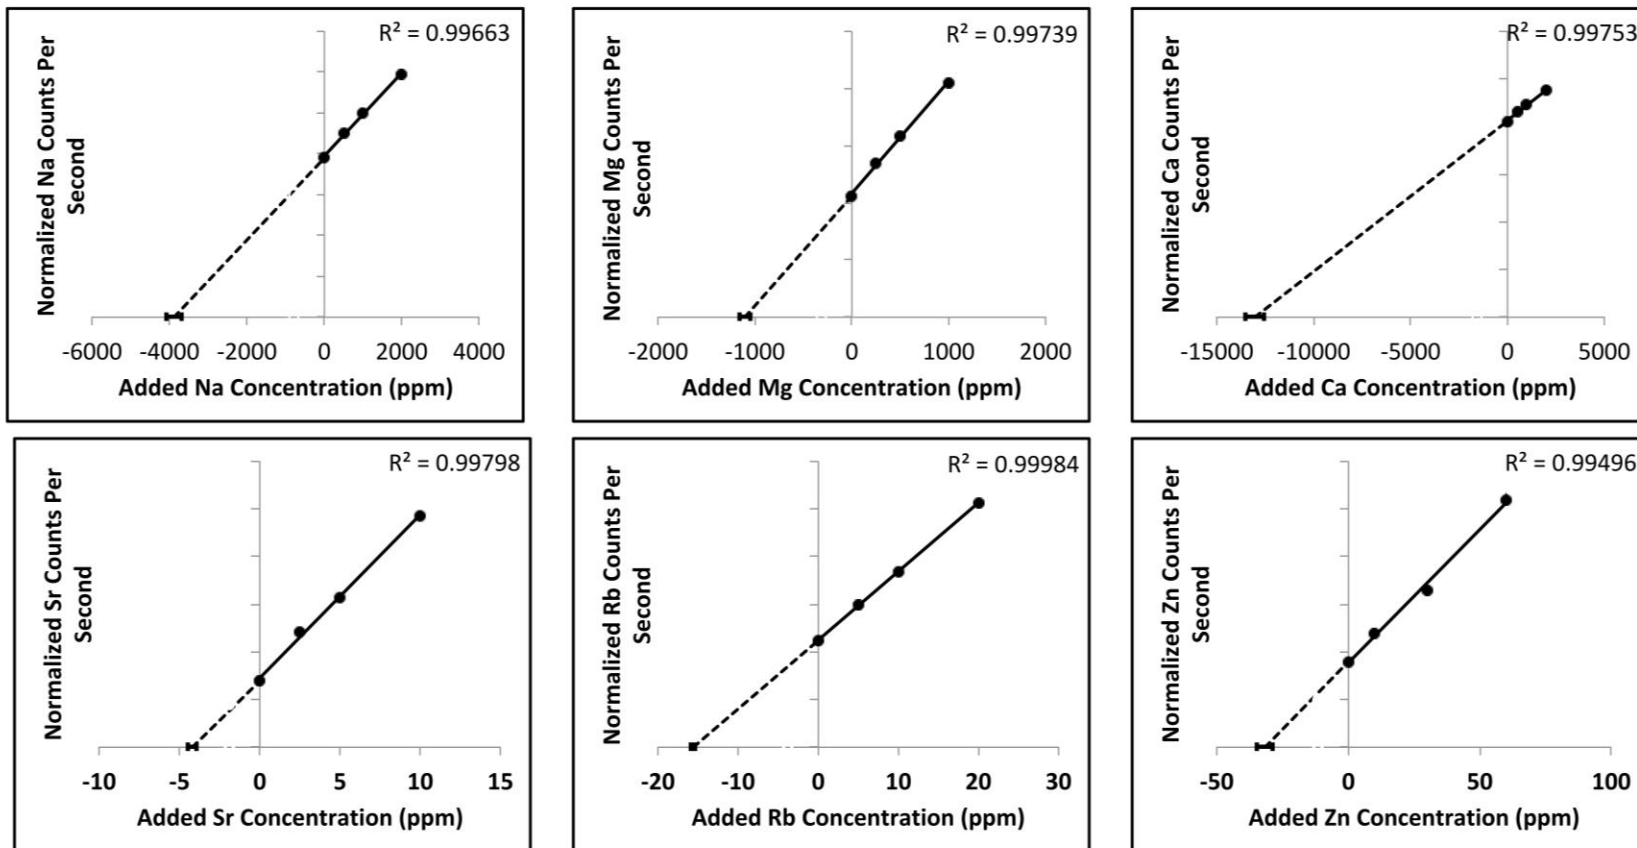 R² = 0.99663
Normalized Na Counts Per
Second
-6000 -4000 -2000 0 2000 4000
Added Na Concentration (ppm)
R² = 0.99739
Normalized Mg Counts Per
Second
-2000 -1000 0 1000 2000
Added Mg Concentration (ppm)
R² = 0.99753
Normalized Ca Counts Per
Second
-15000 -10000 -5000 0 5000
Added Ca Concentration (ppm)
R² = 0.99798
Normalized Sr Counts Per
Second
-10 -5 0 5 10 15
Added Sr Concentration (ppm)
R² = 0.99984
Normalized Rb Counts Per
Second
-20 -10 0 10 20 30
Added Rb Concentration (ppm)
R² = 0.99496
Normalized Zn Counts Per
Second
-50 0 50 100
Added Zn Concentration (ppm)